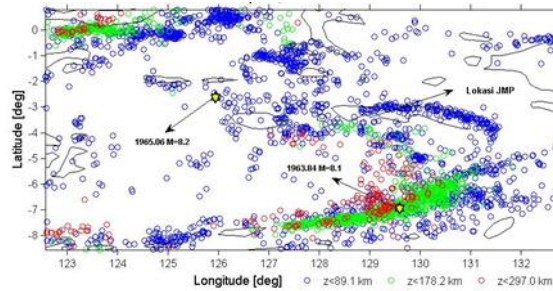 0
-1
-2
-3
-4
-5
-6
-7
-8
Latitude [deg]
Lokasi JMP
1965.06 M=8.2
1963.84 M=8.1
123 124 125 126 127 128 129 130 131 132
Longitude [deg]
z<89.1 km z<178.2 km z<297.0 km